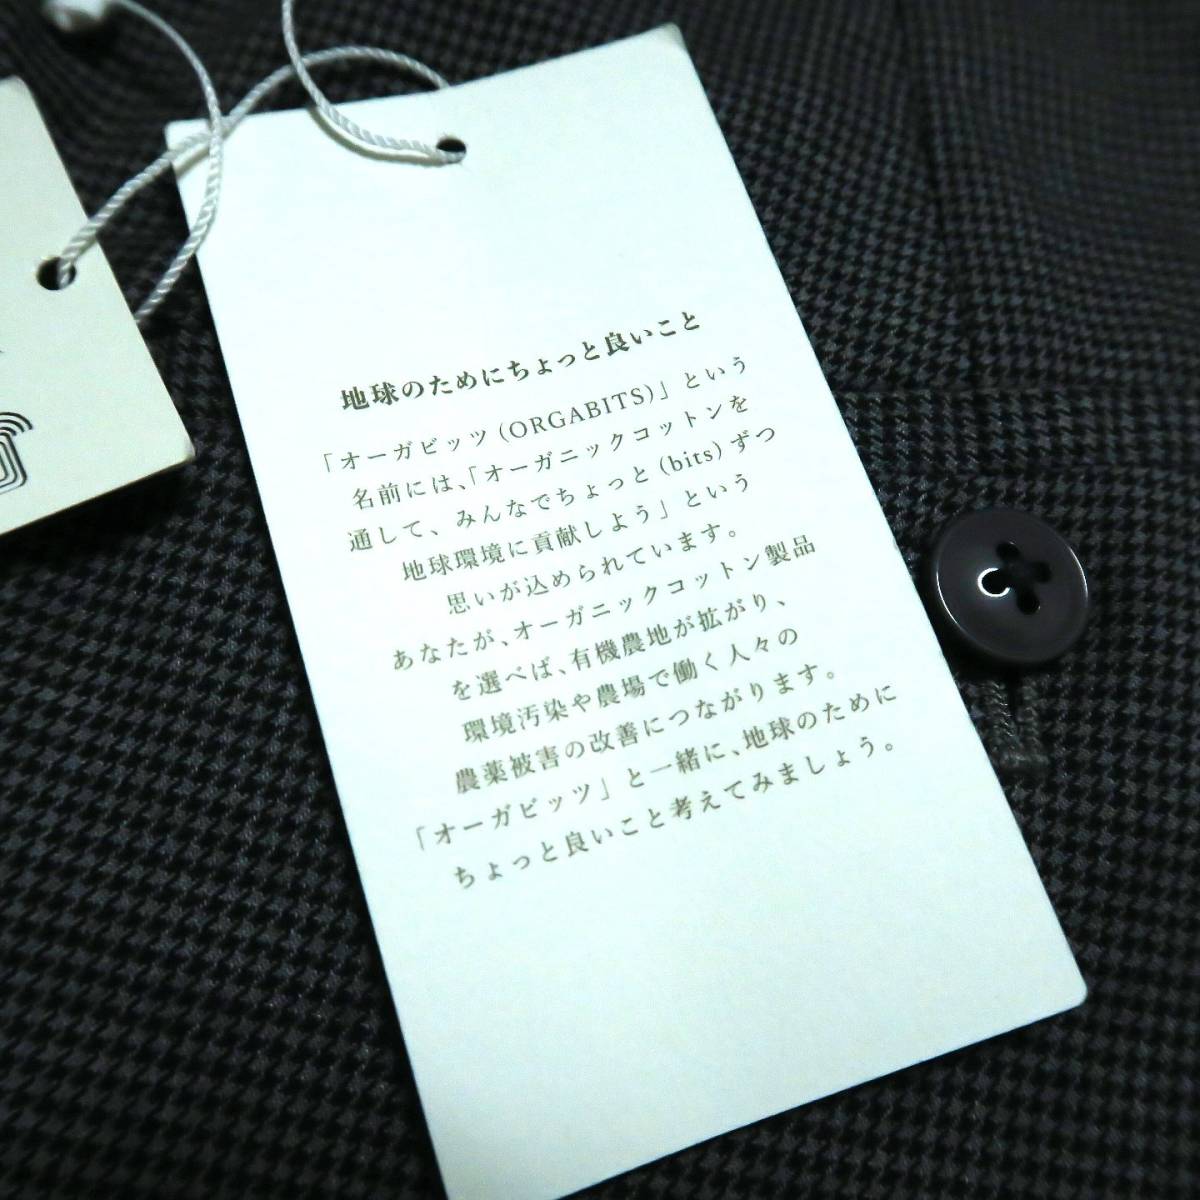 地球のためにちょっと良いこと
「オーガビッツ(ORGABITS)」という
名前には、「オーガニックコットンを
通して、みんなでちょっと(bits)ずつ
地球環境に貢献しよう」という
思いが込められています。
あなたが、オーガニックコットン製品
を選べば、有機農地が拡がり、
環境汚染や農場で働く人々の
農薬被害の改善につながります。
「オーガビッツ」と一緒に、地球のために
ちょっと良いこと考えてみましょう。